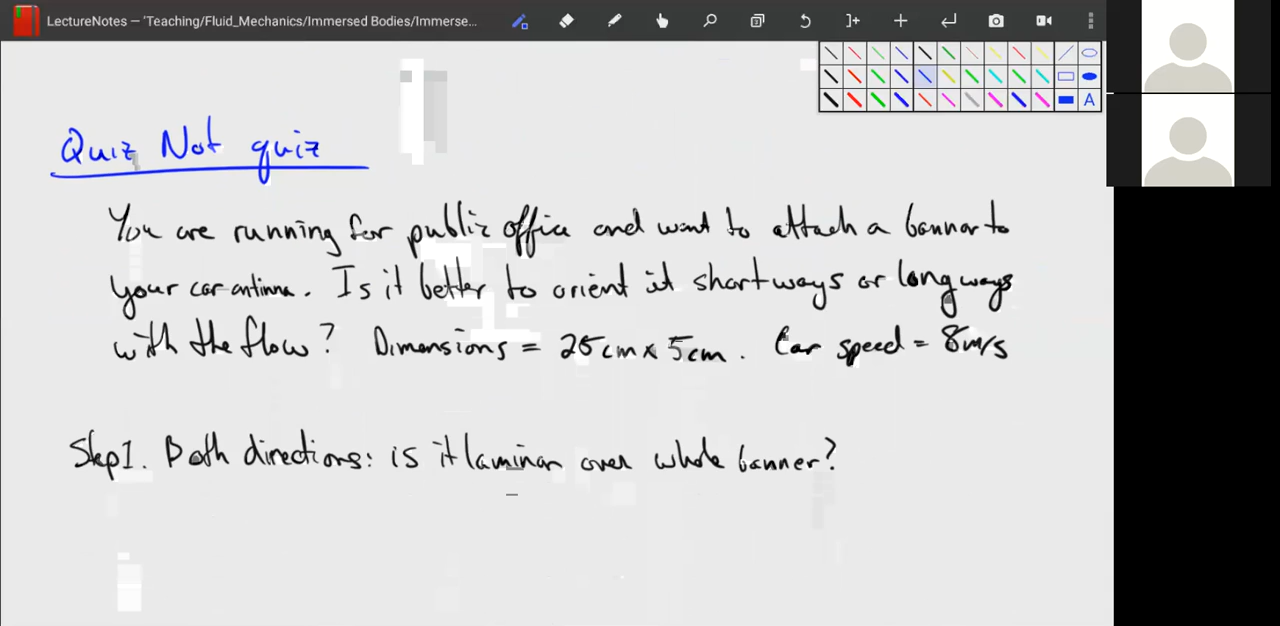 LectureNotes — 'Teaching/Fluid_Mechanics/Immersed Bodies/Immerse...
A
Quiz Not quiz
You are running for public office and want to attach a banner to
your car antinna. Is it better to orient it shortways or longways
with the flow? Dimensions = 25cm x 5cm. Car speed = 8m/s
Step 1. Both directions: is it laminar over whole banner?